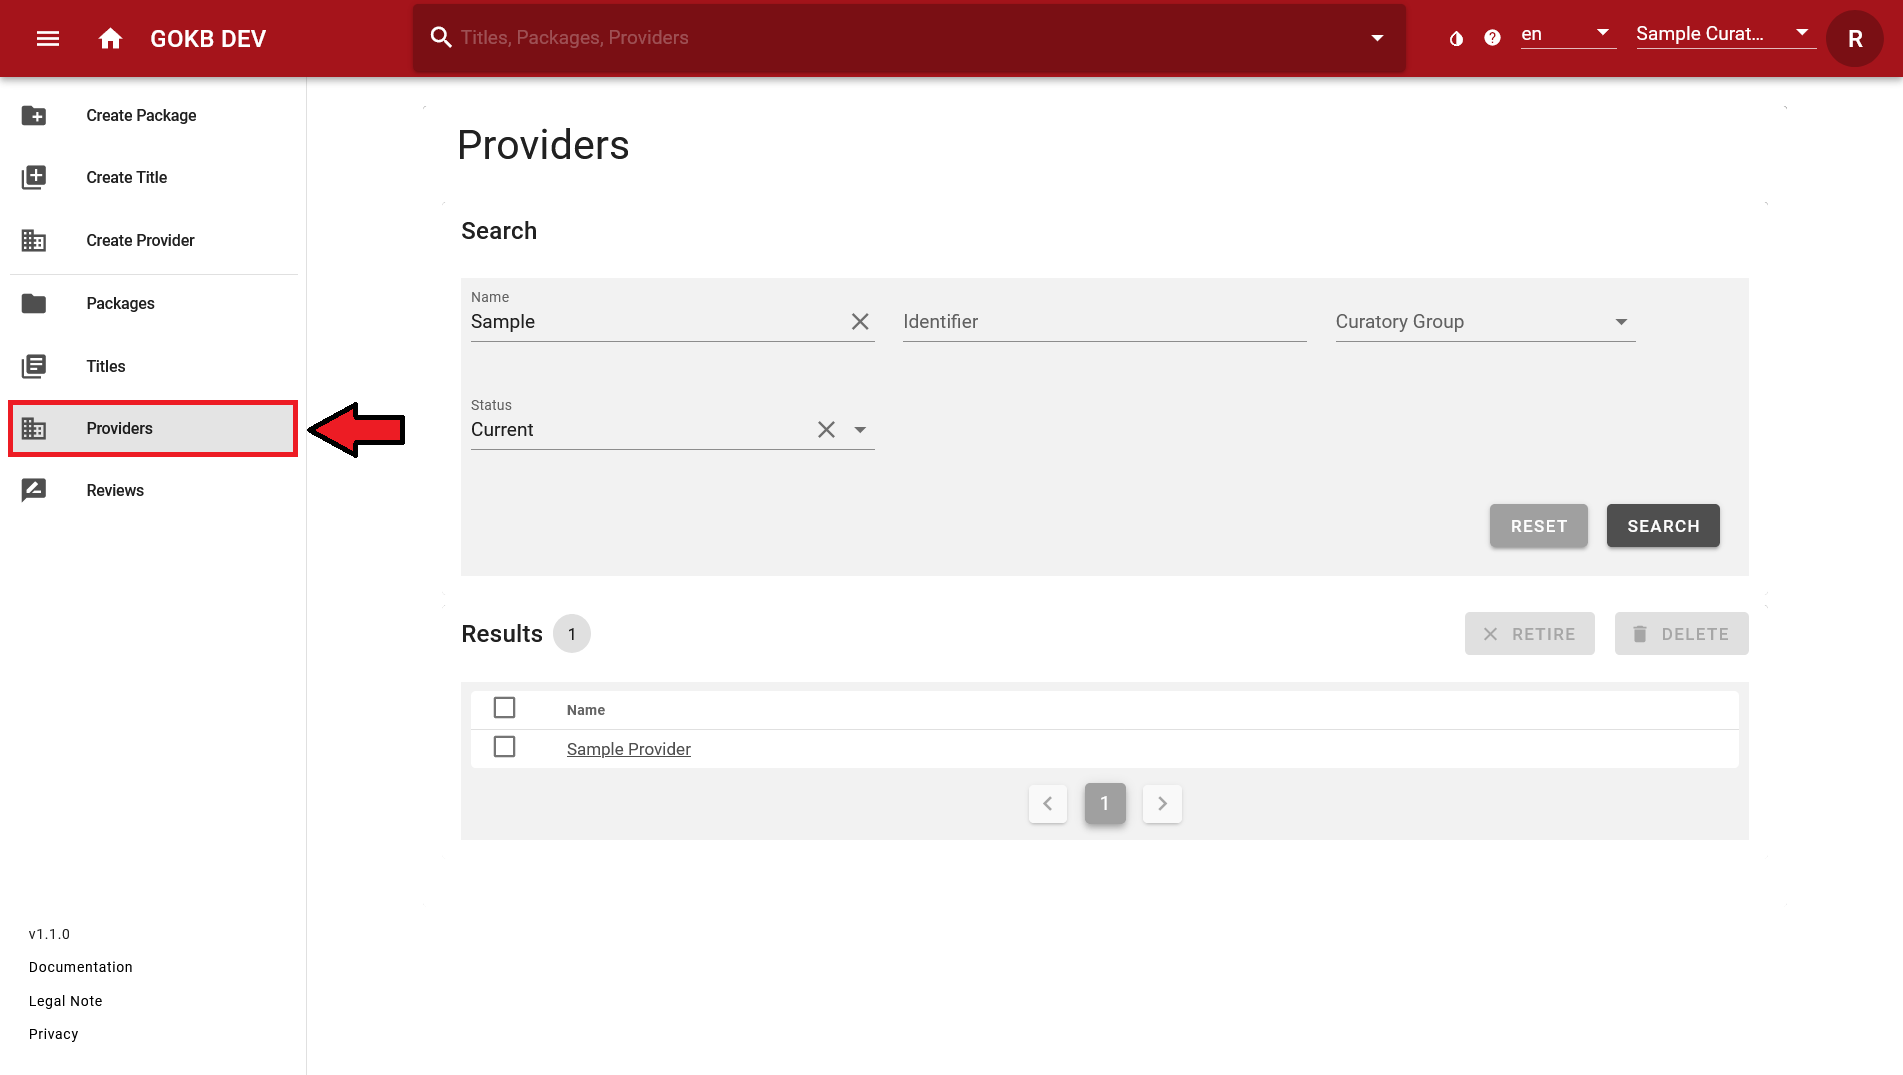 GOKB DEV
Titles, Packages, Providers
en
Sample Curat...
R
Create Package
Create Title
Create Provider
Packages
Titles
Providers
Reviews
v1.1.0
Documentation
Legal Note
Privacy
Providers
Search
Name
Sample
Identifier
Curatory Group
Status
Current
RESET
SEARCH
Results 1
RETIRE
DELETE
Name
Sample Provider
1